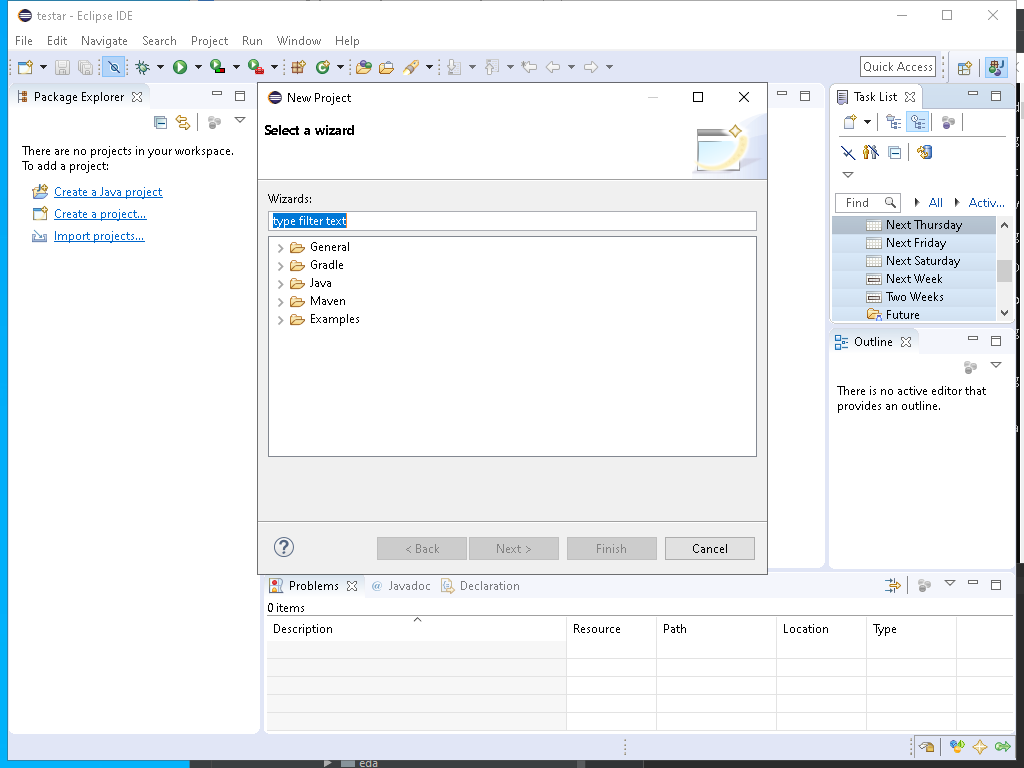 testar - Eclipse IDE
File Edit Navigate Search Project Run Window Help
Quick Access
Package Explorer
There are no projects in your workspace.
To add a project:
Create a Java project
Create a project...
Import projects...
New Project
Select a wizard
Wizards:
type filter text
General
Gradle
Java
Maven
Examples
< Back
Next >
Finish
Cancel
Task List
Find
All
Activ...
Next Thursday
Next Friday
Next Saturday
Next Week
Two Weeks
Future
Outline
There is no active editor that
provides an outline.
Problems
@ Javadoc
Declaration
0 items
Description Resource Path Location Type
eda